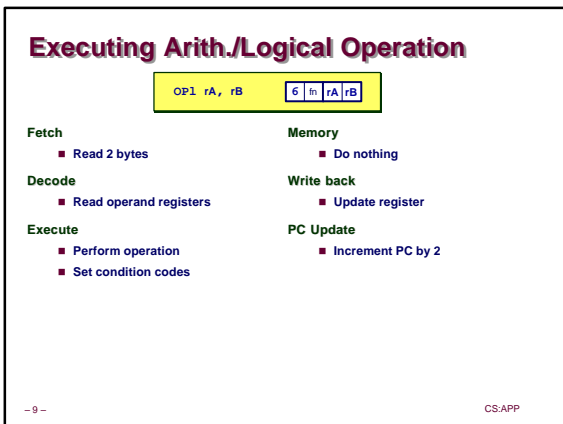 Executing Arith./Logical Operation
OPl rA, rB 6 fn rA rB
Fetch
■ Read 2 bytes
Decode
■ Read operand registers
Execute
■ Perform operation
■ Set condition codes
Memory
■ Do nothing
Write back
■ Update register
PC Update
■ Increment PC by 2
– 9 –
CS:APP